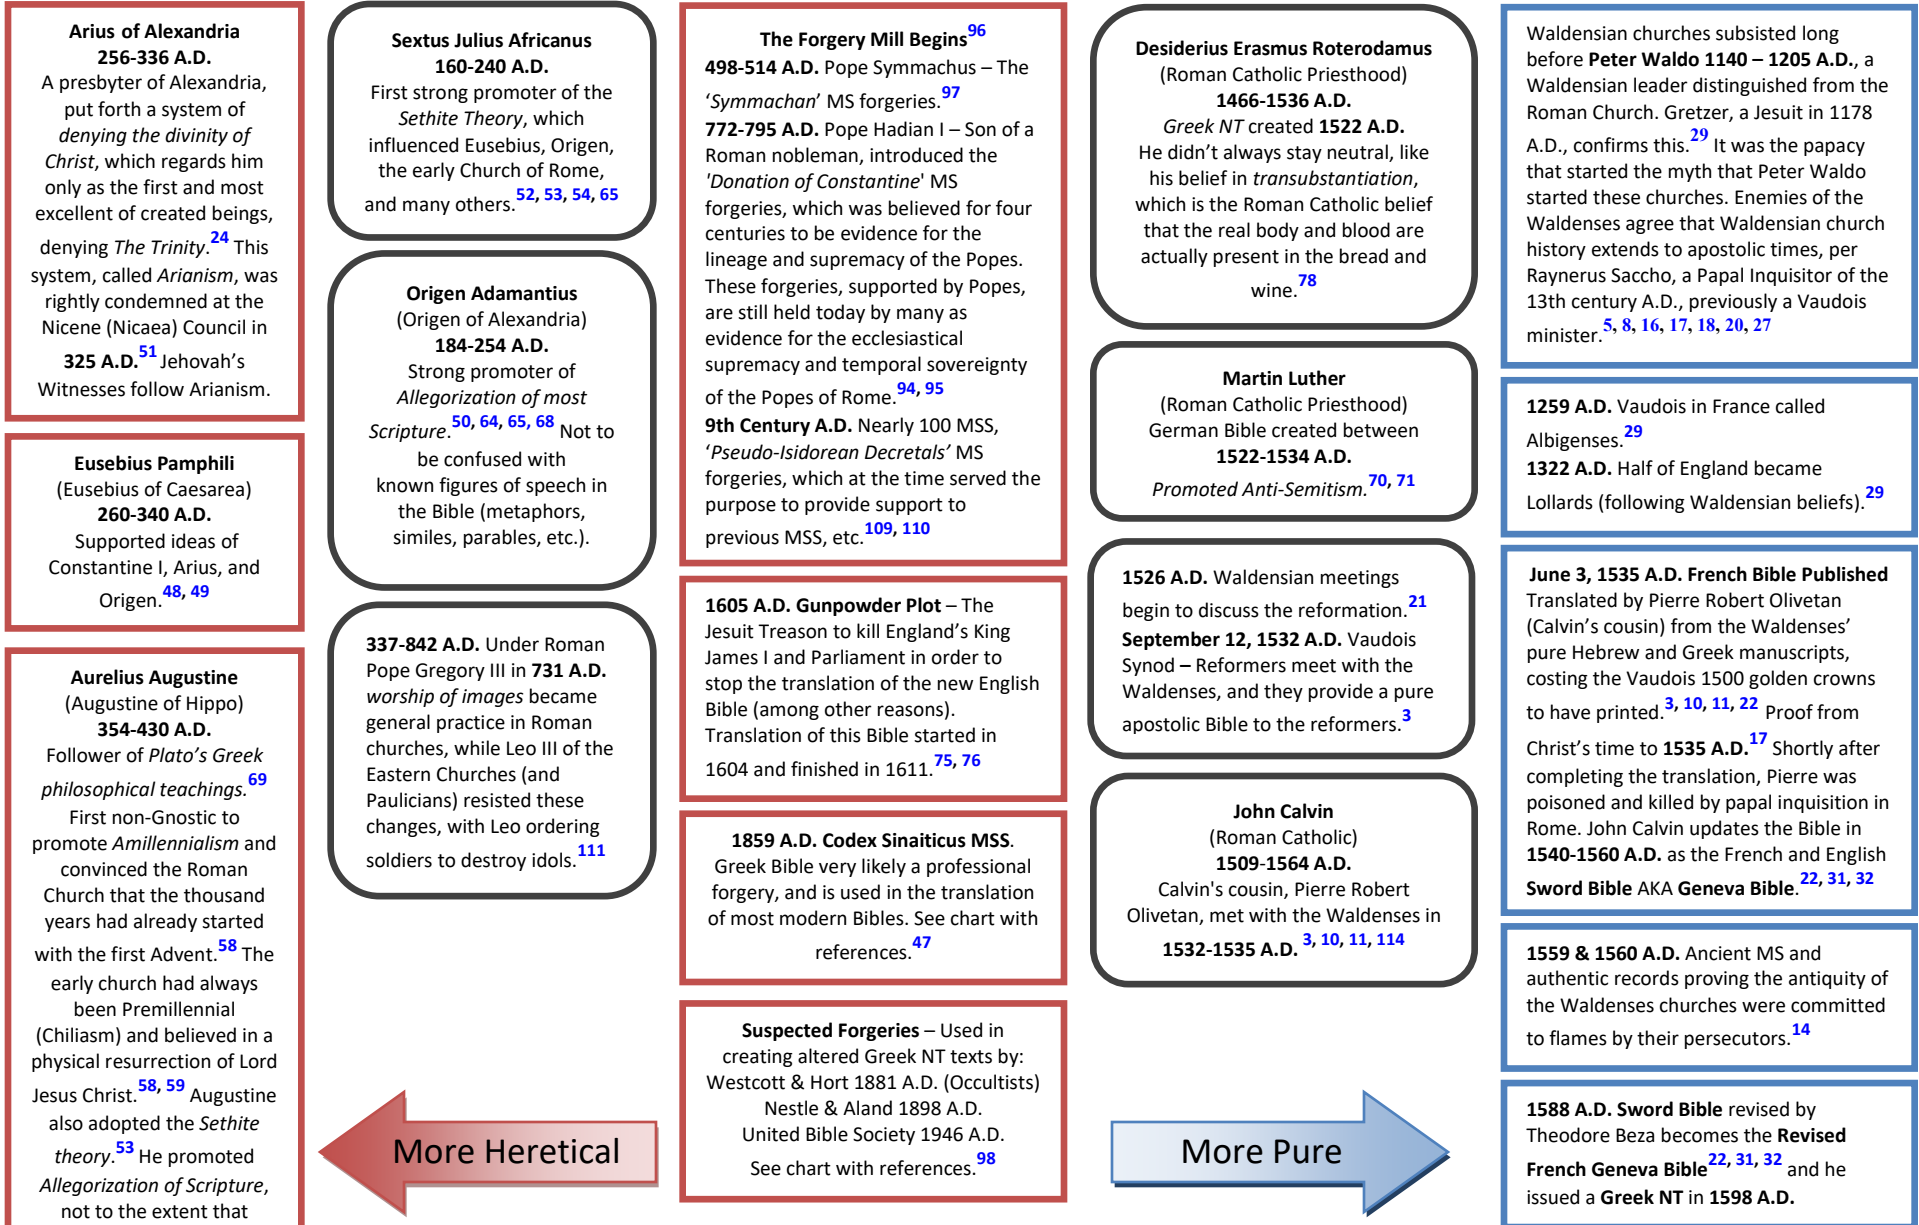 Arius of Alexandria
256-336 A.D.
A presbyter of Alexandria,
put forth a system of
denying the divinity of
Christ, which regards him
only as the first and most
excellent of created beings,
denying The Trinity.24 This
system, called Arianism, was
rightly condemned at the
Nicene (Nicaea) Council in
325 A.D.51 Jehovah's
Witnesses follow Arianism.
Eusebius Pamphili
(Eusebius of Caesarea)
260-340 A.D.
Supported ideas of
Constantine I, Arius, and
Origen.48, 49
Aurelius Augustine
(Augustine of Hippo)
354-430 A.D.
Follower of Plato's Greek
philosophical teachings.69
First non-Gnostic to
promote Amillennialism and
convinced the Roman
Church that the thousand
years had already started
with the first Advent.58 The
early church had always
been Premillennial
(Chiliasm) and believed in a
physical resurrection of Lord
Jesus Christ.58, 59 Augustine
also adopted the Sethite
theory.53 He promoted
Allegorization of Scripture,
not to the extent that
Sextus Julius Africanus
160-240 A.D.
First strong promoter of the
Sethite Theory, which
influenced Eusebius, Origen,
the early Church of Rome,
and many others.52, 53, 54, 65
Origen Adamantius
(Origen of Alexandria)
184-254 A.D.
Strong promoter of
Allegorization of most
Scripture.50, 64, 65, 68 Not to
be confused with
known figures of speech in
the Bible (metaphors,
similes, parables, etc.).
337-842 A.D. Under Roman
Pope Gregory III in 731 A.D.
worship of images became
general practice in Roman
churches, while Leo III of the
Eastern Churches (and
Paulicians) resisted these
changes, with Leo ordering
soldiers to destroy idols.111
More Heretical
The Forgery Mill Begins96
498-514 A.D. Pope Symmachus – The
'Symmachan' MS forgeries.97
772-795 A.D. Pope Hadian I – Son of a
Roman nobleman, introduced the
'Donation of Constantine' MS
forgeries, which was believed for four
centuries to be evidence for the
lineage and supremacy of the Popes.
These forgeries, supported by Popes,
are still held today by many as
evidence for the ecclesiastical
supremacy and temporal sovereignty
of the Popes of Rome.94, 95
9th Century A.D. Nearly 100 MSS,
'Pseudo-Isidorean Decretals' MS
forgeries, which at the time served the
purpose to provide support to
previous MSS, etc.109, 110
1605 A.D. Gunpowder Plot – The
Jesuit Treason to kill England's King
James I and Parliament in order to
stop the translation of the new English
Bible (among other reasons).
Translation of this Bible started in
1604 and finished in 1611.75, 76
1859 A.D. Codex Sinaiticus MSS.
Greek Bible very likely a professional
forgery, and is used in the translation
of most modern Bibles. See chart with
references.47
Suspected Forgeries – Used in
creating altered Greek NT texts by:
Westcott & Hort 1881 A.D. (Occultists)
Nestle & Aland 1898 A.D.
United Bible Society 1946 A.D.
See chart with references.98
Desiderius Erasmus Roterodamus
(Roman Catholic Priesthood)
1466-1536 A.D.
Greek NT created 1522 A.D.
He didn't always stay neutral, like
his belief in transubstantiation,
which is the Roman Catholic belief
that the real body and blood are
actually present in the bread and
wine.78
Martin Luther
(Roman Catholic Priesthood)
German Bible created between
1522-1534 A.D.
Promoted Anti-Semitism.70, 71
1526 A.D. Waldensian meetings
begin to discuss the reformation.21
September 12, 1532 A.D. Vaudois
Synod – Reformers meet with the
Waldenses, and they provide a pure
apostolic Bible to the reformers.3
John Calvin
(Roman Catholic)
1509-1564 A.D.
Calvin's cousin, Pierre Robert
Olivetan, met with the Waldenses in
1532-1535 A.D. 3, 10, 11, 114
More Pure
Waldensian churches subsisted long
before Peter Waldo 1140 – 1205 A.D., a
Waldensian leader distinguished from the
Roman Church. Gretzer, a Jesuit in 1178
A.D., confirms this.29 It was the papacy
that started the myth that Peter Waldo
started these churches. Enemies of the
Waldenses agree that Waldensian church
history extends to apostolic times, per
Raynerus Saccho, a Papal Inquisitor of the
13th century A.D., previously a Vaudois
minister.5, 8, 16, 17, 18, 20, 27
1259 A.D. Vaudois in France called
Albigenses.29
1322 A.D. Half of England became
Lollards (following Waldensian beliefs).29
June 3, 1535 A.D. French Bible Published
Translated by Pierre Robert Olivetan
(Calvin's cousin) from the Waldenses'
pure Hebrew and Greek manuscripts,
costing the Vaudois 1500 golden crowns
to have printed.3, 10, 11, 22 Proof from
Christ's time to 1535 A.D.17 Shortly after
completing the translation, Pierre was
poisoned and killed by papal inquisition in
Rome. John Calvin updates the Bible in
1540-1560 A.D. as the French and English
Sword Bible AKA Geneva Bible.22, 31, 32
1559 & 1560 A.D. Ancient MS and
authentic records proving the antiquity of
the Waldenses churches were committed
to flames by their persecutors.14
1588 A.D. Sword Bible revised by
Theodore Beza becomes the Revised
French Geneva Bible22, 31, 32 and he
issued a Greek NT in 1598 A.D.